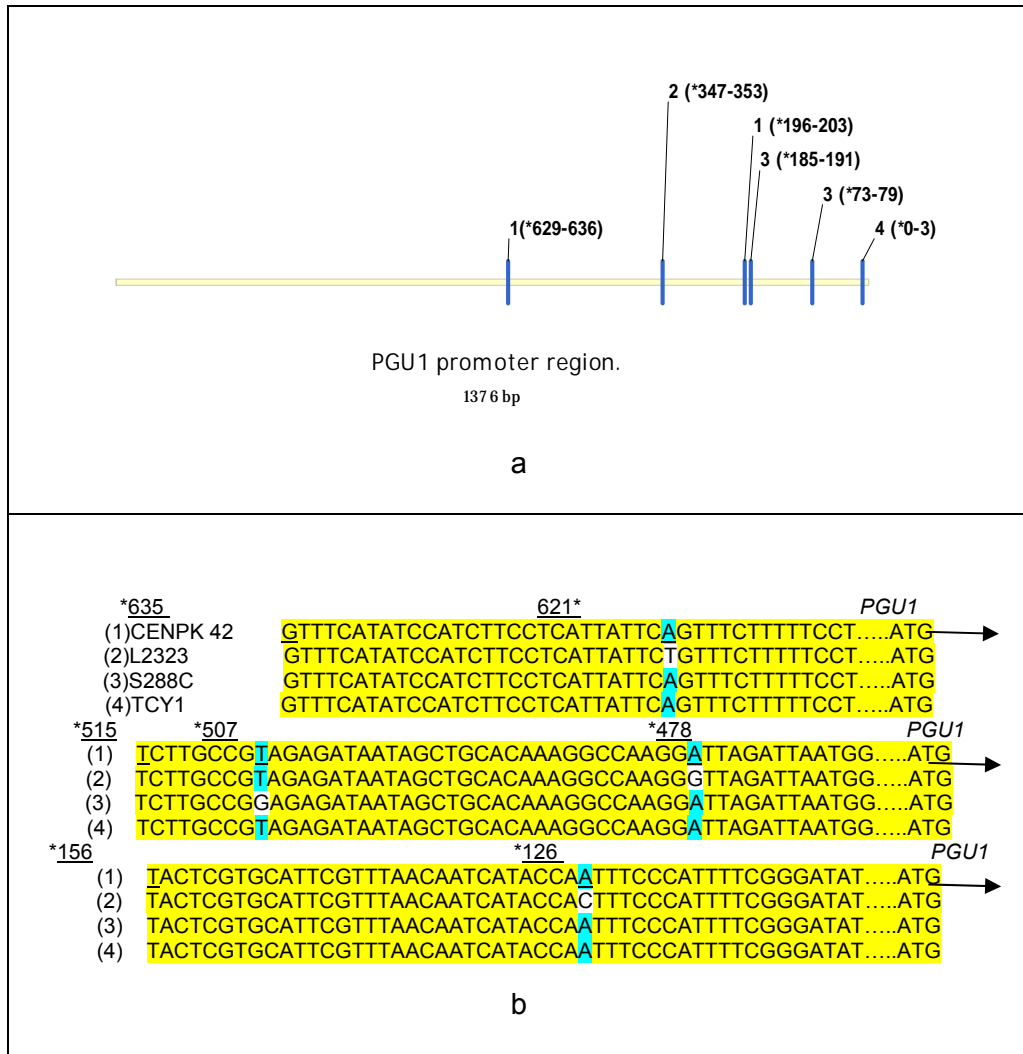 2 (*347-353)
1 (*196-203)
3 (*185-191)
3 (*73-79)
1(*629-636)
4 (*0-3)
PGU1 promoter region.
1376 bp
a
*635 621* PGU1
(1)CENPK 42 GTTTCATATCCATCTTCCTCATTATTCAGTTTCTTTTTCCT.....ATG
(2)L2323 GTTTCATATCCATCTTCCTCATTATTCTGTTTCTTTTTCCT.....ATG
(3)S288C GTTTCATATCCATCTTCCTCATTATTCAGTTTCTTTTTCCT.....ATG
(4)TCY1 GTTTCATATCCATCTTCCTCATTATTCAGTTTCTTTTTCCT.....ATG
*515 *507 *478 PGU1
(1) TCTTGCCGTAGAGATAATAGCTGCACAAAGGCCAAGGATTAGATTAATGG.....ATG
(2) TCTTGCCGTAGAGATAATAGCTGCACAAAGGCCAAGGGTTAGATTAATGG.....ATG
(3) TCTTGCCGGAGAGATAATAGCTGCACAAAGGCCAAGGATTAGATTAATGG.....ATG
(4) TCTTGCCGTAGAGATAATAGCTGCACAAAGGCCAAGGATTAGATTAATGG.....ATG
*156 *126 PGU1
(1) TACTCGTGCATTCGTTTAACAATCATACCAATTTCCCATTTTCGGGATAT.....ATG
(2) TACTCGTGCATTCGTTTAACAATCATACCACTTTCCCATTTTCGGGATAT.....ATG
(3) TACTCGTGCATTCGTTTAACAATCATACCAATTTCCCATTTTCGGGATAT.....ATG
(4) TACTCGTGCATTCGTTTAACAATCATACCAATTTCCCATTTTCGGGATAT.....ATG
b